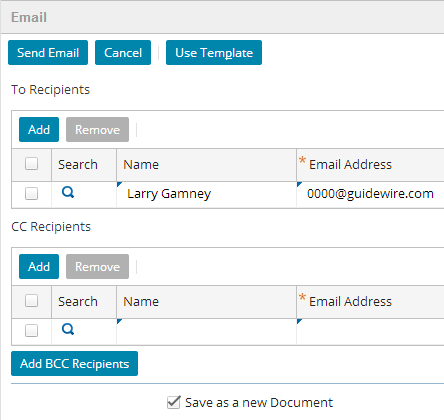 Email
Send Email Cancel Use Template
To Recipients
Add Remove
Search Name * Email Address
Larry Gamney 0000@guidewire.com
CC Recipients
Add Remove
Search Name * Email Address
Add BCC Recipients
Save as a new Document